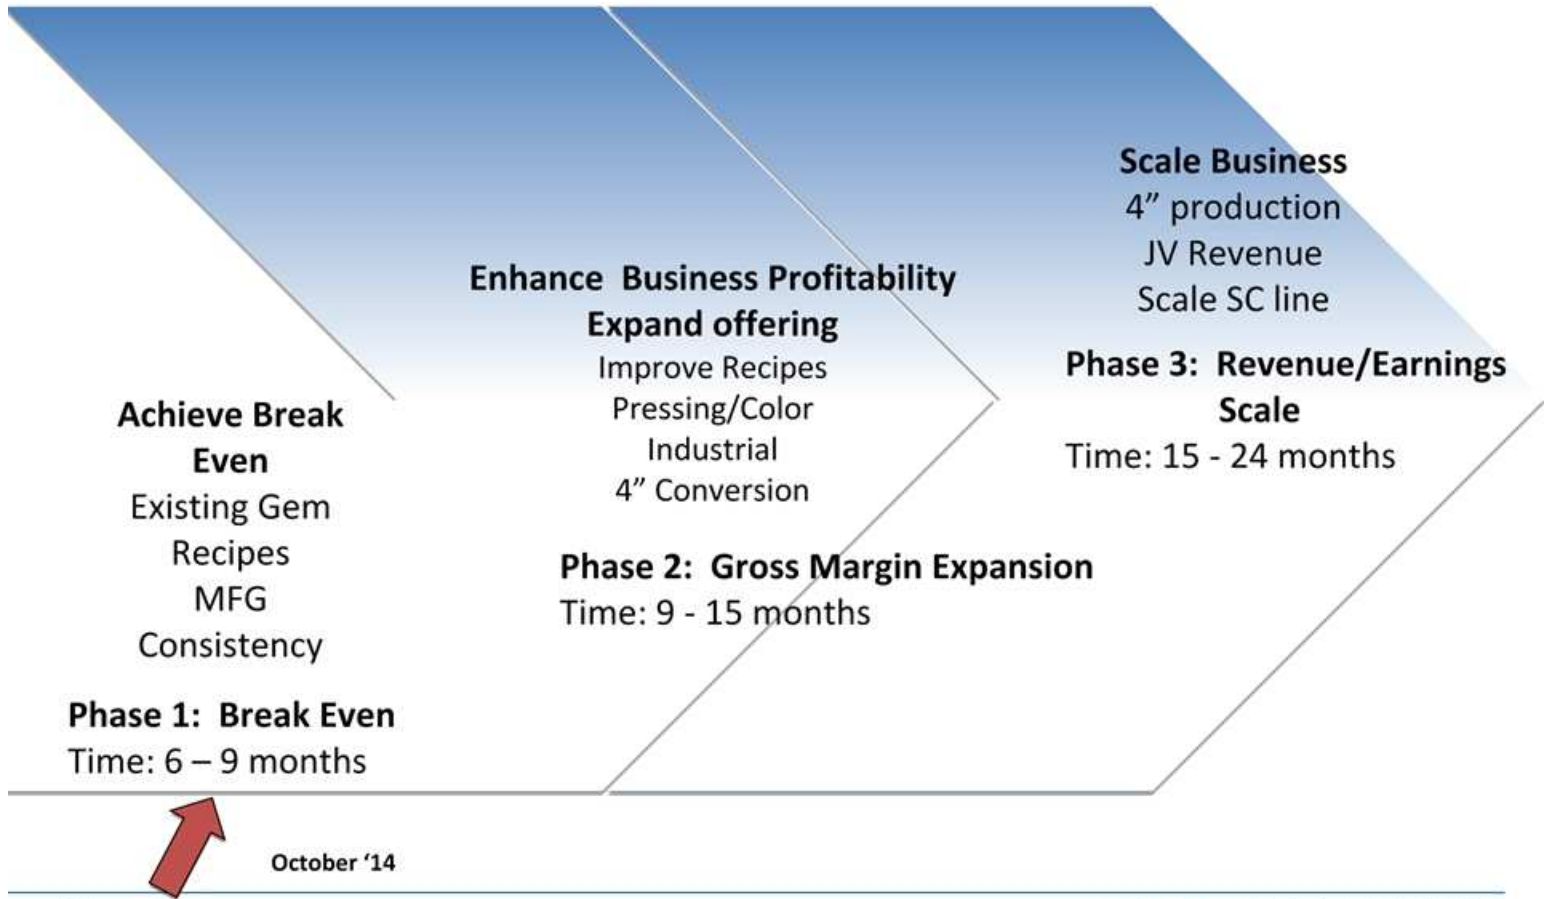 Achieve Break
Even
Existing Gem
Recipes
MFG
Consistency
Phase 1:  Break Even
Time: 6 – 9 months
October ‘14
Enhance  Business Profitability
Expand offering
Improve Recipes
Pressing/Color
Industrial
4” Conversion
Phase 2:  Gross Margin Expansion
Time: 9 - 15 months
Scale Business
4” production
JV Revenue
Scale SC line
Phase 3:  Revenue/Earnings
Scale
Time: 15 - 24 months